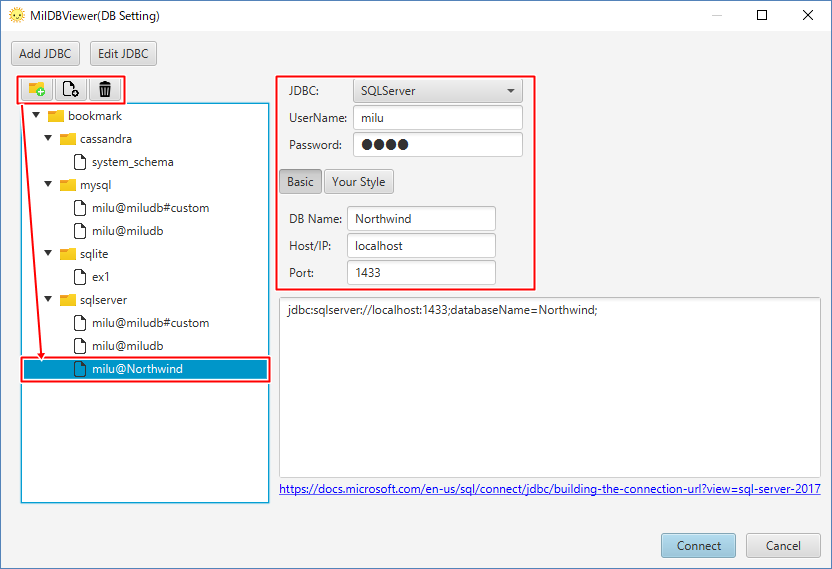 MilDBViewer(DB Setting)
Add JDBC Edit JDBC
bookmark
cassandra
system_schema
mysql
milu@miludb#custom
milu@miludb
sqlite
ex1
sqlserver
milu@miludb#custom
milu@miludb
milu@Northwind
JDBC: SQLServer
UserName: milu
Password: ●●●●
Basic Your Style
DB Name: Northwind
Host/IP: localhost
Port: 1433
jdbc:sqlserver://localhost:1433;databaseName=Northwind;
https://docs.microsoft.com/en-us/sql/connect/jdbc/building-the-connection-url?view=sql-server-2017
Connect Cancel